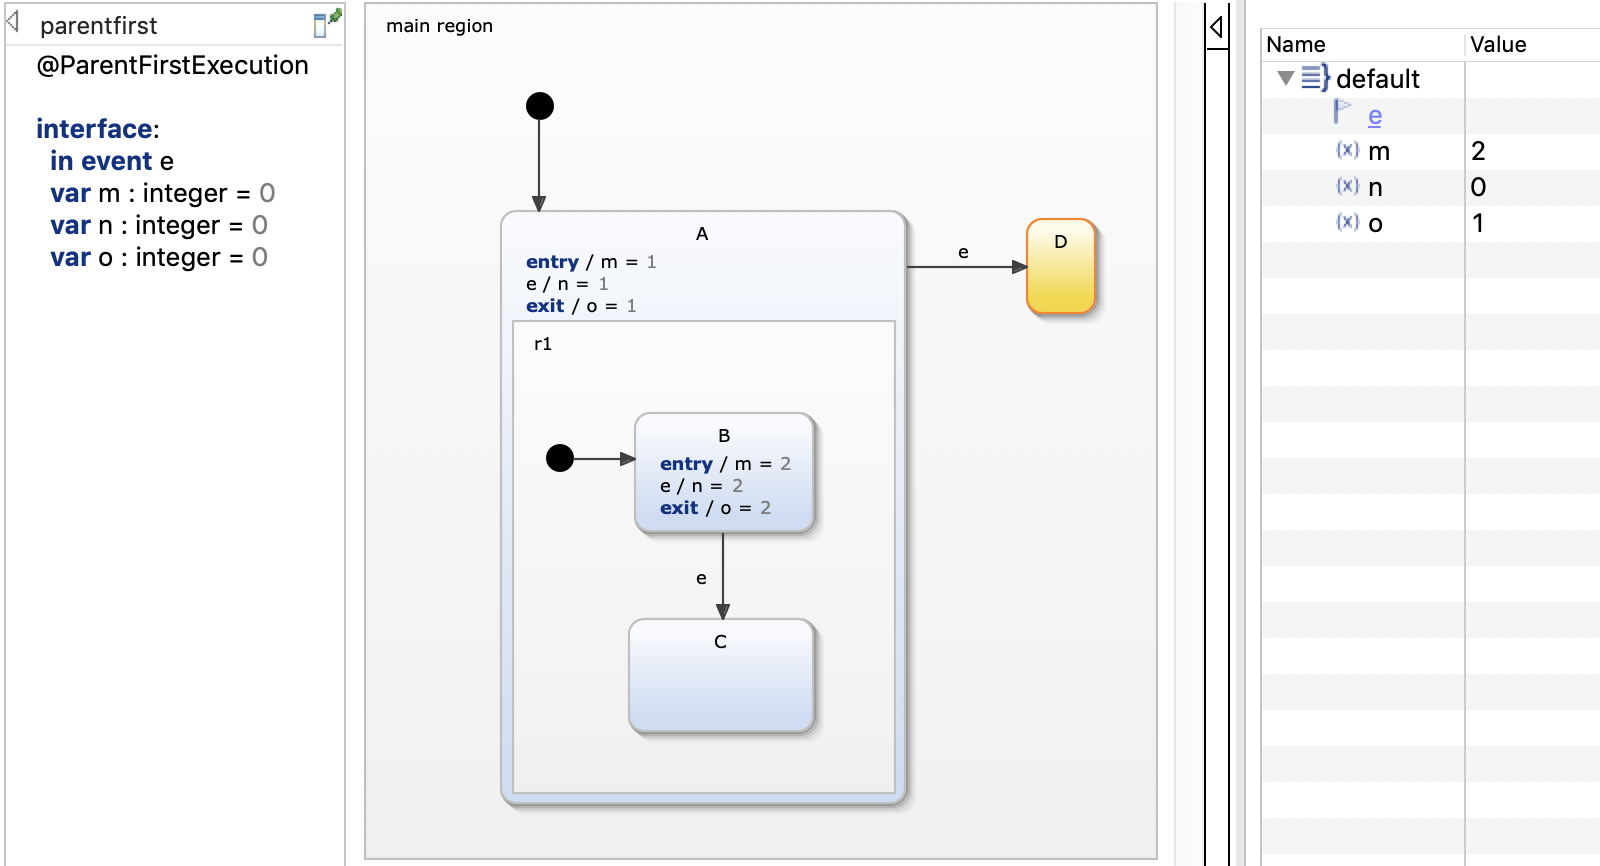 parentfirst
@ParentFirstExecution
interface:
in event e
var m : integer = 0
var n : integer = 0
var o : integer = 0
main region
A
entry / m = 1
e / n = 1
exit / o = 1
r1
B
entry / m = 2
e / n = 2
exit / o = 2
e
C
e
D
Name Value
default
e
(x) m 2
(x) n 0
(x) o 1